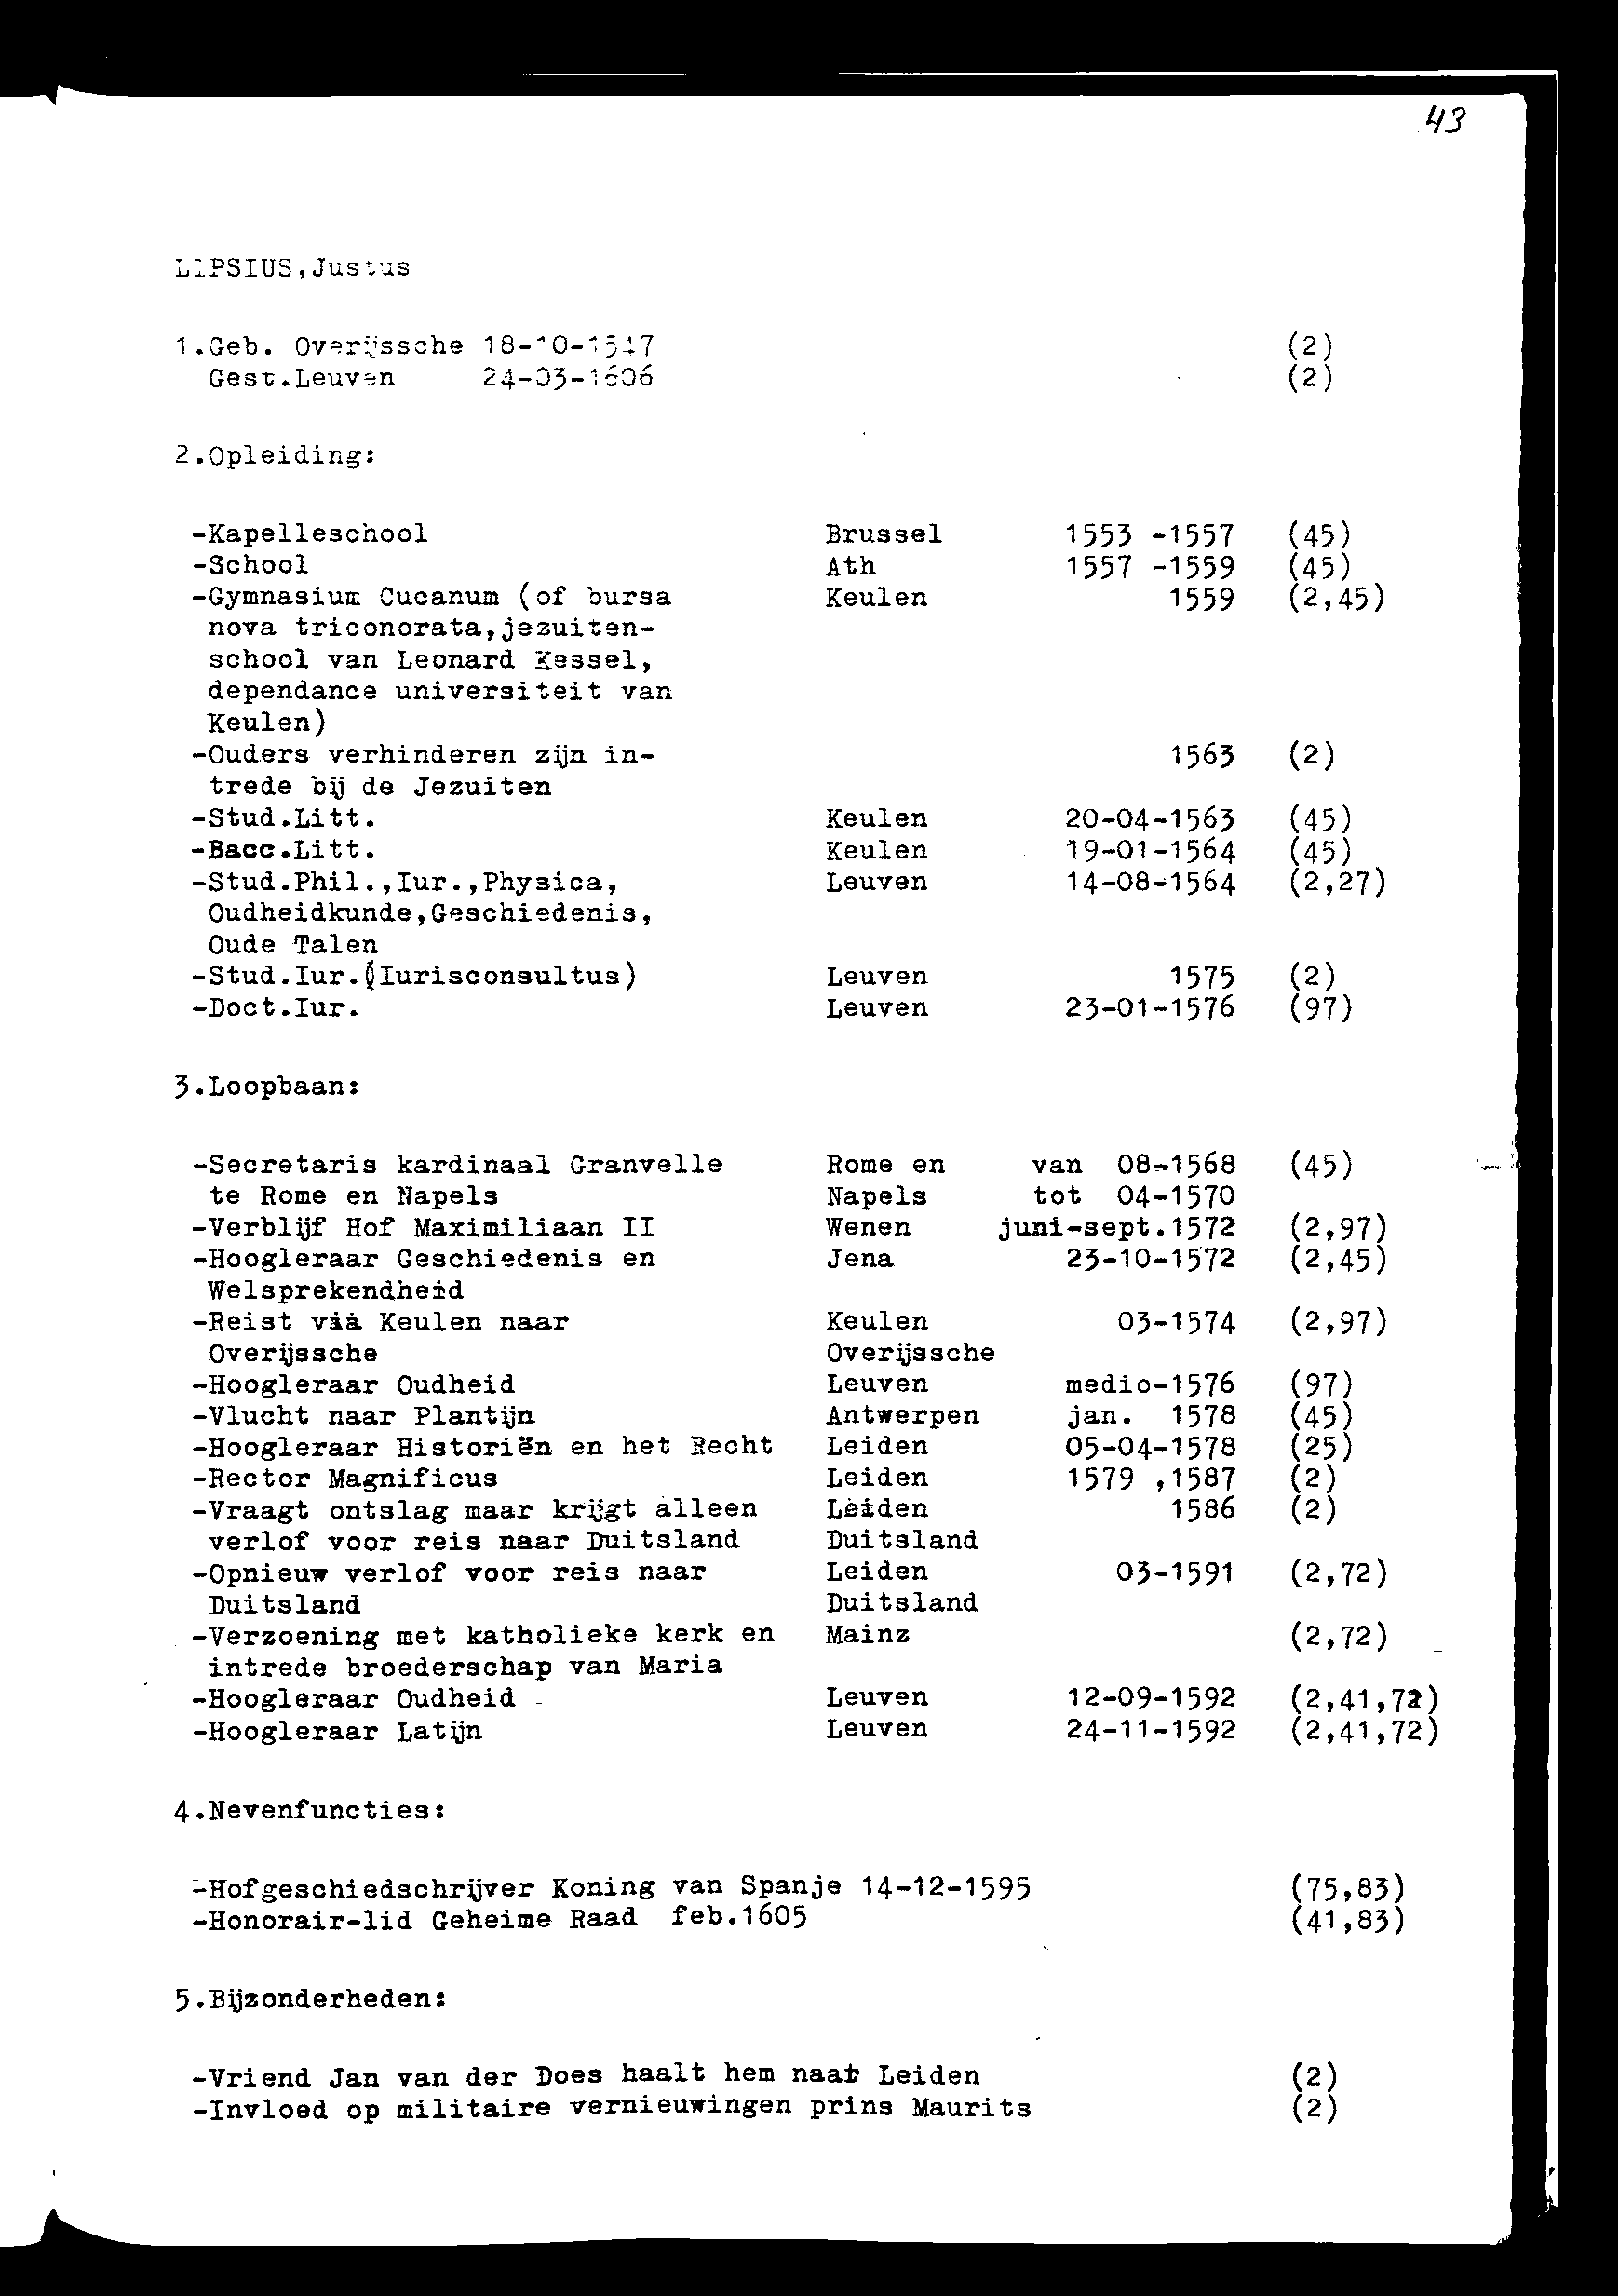 43
LIPSIUS,Justus
1.Geb. Overijssche 18-10-1547 (2)
Gest.Leuven 24-03-1606 (2)
2.Opleiding:
-Kapelleschool Brussel 1553 -1557 (45)
-School Ath 1557 -1559 (45)
-Gymnasium Cucanum (of bursa Keulen 1559 (2,45)
nova triconorata,jezuiten-
school van Leonard Kessel,
dependance universiteit van
Keulen)
-Ouders verhinderen zijn in- 1563 (2)
trede bij de Jezuiten
-Stud.Litt. Keulen 20-04-1563 (45)
-Bacc.Litt. Keulen 19-01-1564 (45)
-Stud.Phil.,Iur.,Physica, Leuven 14-08-1564 (2,27)
Oudheidkunde,Geschiedenis,
Oude Talen
-Stud.Iur.(Iurisconsultus) Leuven 1575 (2)
-Doct.Iur. Leuven 23-01-1576 (97)
3.Loopbaan:
-Secretaris kardinaal Granvelle Rome en van 08-1568 (45)
te Rome en Napels Napels tot 04-1570
-Verblijf Hof Maximiliaan II Wenen juni-sept.1572 (2,97)
-Hoogleraar Geschiedenis en Jena 23-10-1572 (2,45)
Welsprekendheid
-Reist via Keulen naar Keulen 03-1574 (2,97)
Overijssche Overijssche
-Hoogleraar Oudheid Leuven medio-1576 (97)
-Vlucht naar Plantijn Antwerpen jan. 1578 (45)
-Hoogleraar Historiën en het Recht Leiden 05-04-1578 (25)
-Rector Magnificus Leiden 1579 ,1587 (2)
-Vraagt ontslag maar krijgt alleen Leiden 1586 (2)
verlof voor reis naar Duitsland Duitsland
-Opnieuw verlof voor reis naar Leiden 03-1591 (2,72)
Duitsland Duitsland
-Verzoening met katholieke kerk en Mainz (2,72)
intrede broederschap van Maria
-Hoogleraar Oudheid Leuven 12-09-1592 (2,41,72)
-Hoogleraar Latijn Leuven 24-11-1592 (2,41,72)
4.Nevenfuncties:
-Hofgeschiedschrijver Koning van Spanje 14-12-1595 (75,83)
-Honorair-lid Geheime Raad feb.1605 (41,83)
5.Bijzonderheden:
-Vriend Jan van der Does haalt hem naar Leiden (2)
-Invloed op militaire vernieuwingen prins Maurits (2)